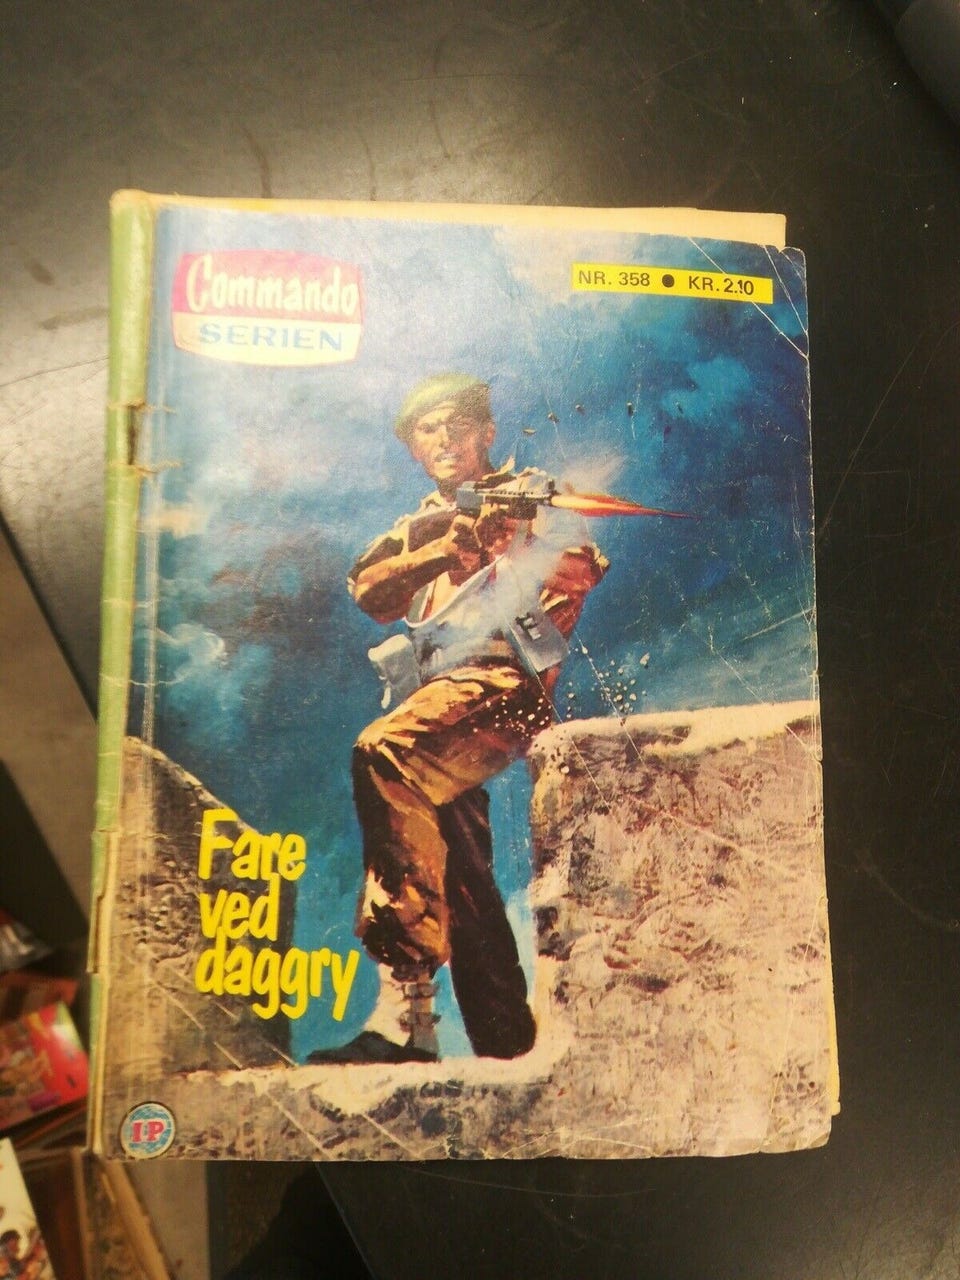 Commando
SERIEN
NR. 358 ● KR. 2.10
Fare
ved
daggry
I·P